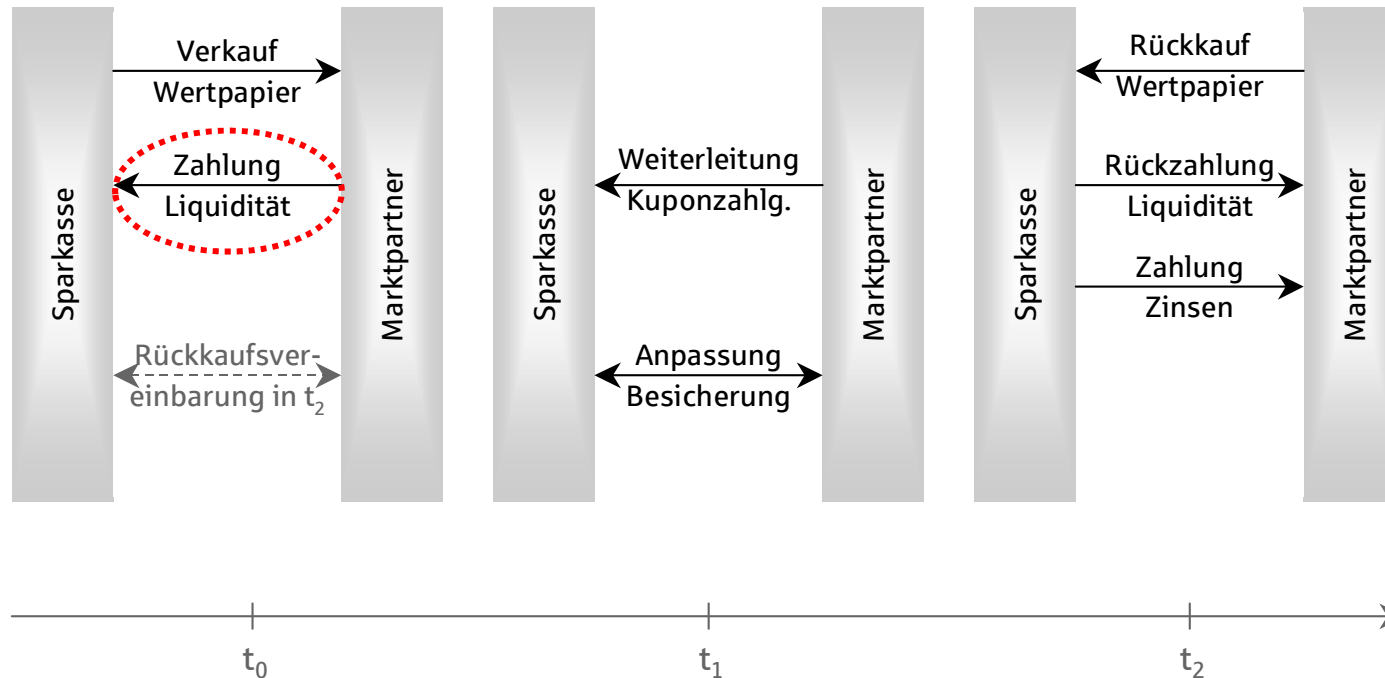 Sparkasse
Verkauf
Wertpapier
Zahlung
Liquidität
Rückkaufsver-
einbarung in t₂
Marktpartner
Sparkasse
Weiterleitung
Kuponzahlg.
Anpassung
Besicherung
Marktpartner
Sparkasse
Rückkauf
Wertpapier
Rückzahlung
Liquidität
Zahlung
Zinsen
Marktpartner
t₀
t₁
t₂